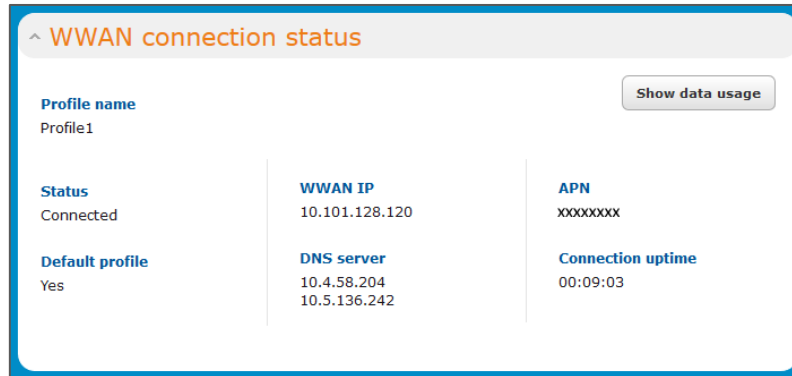 WWAN connection status
Show data usage
Profile name
Profile1
Status
Connected
WWAN IP
10.101.128.120
APN
xxxxxxxx
Default profile
Yes
DNS server
10.4.58.204
10.5.136.242
Connection uptime
00:09:03